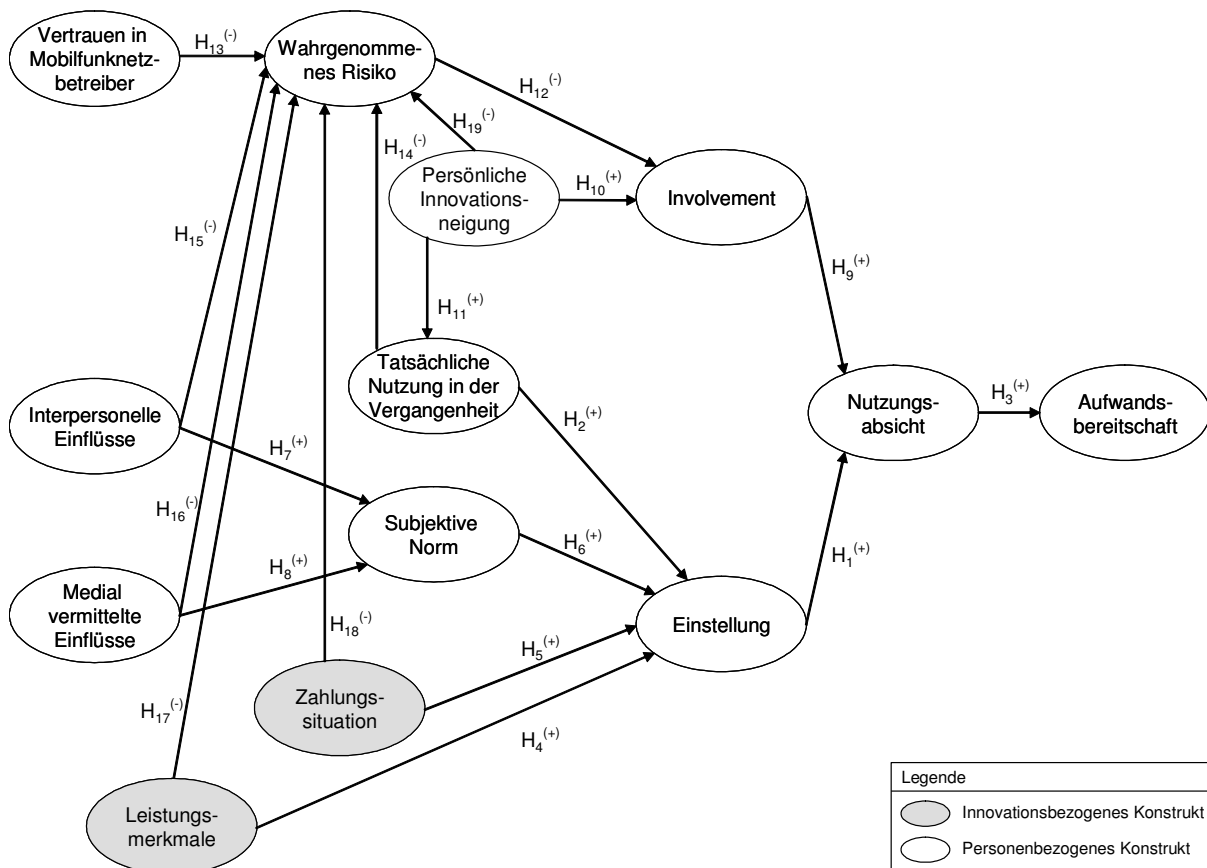 Vertrauen in
Mobilfunknetz-
betreiber
H13(-)
Wahrgenomme-
nes Risiko
H12(-)
H19(-)
H14(-)
Persönliche
Innovations-
neigung
H10(+)
Involvement
H15(-)
H9(+)
H11(+)
Tatsächliche
Nutzung in der
Vergangenheit
Interpersonelle
Einflüsse
H2(+)
Nutzungs-
absicht
H3(+)
Aufwands-
bereitschaft
H7(+)
H16(-)
Subjektive
Norm
H6(+)
H1(+)
H8(+)
Medial
vermittelte
Einflüsse
H18(-)
Einstellung
H5(+)
Zahlungs-
situation
H17(-)
H4(+)
Leistungs-
merkmale
Legende
Innovationsbezogenes Konstrukt
Personenbezogenes Konstrukt